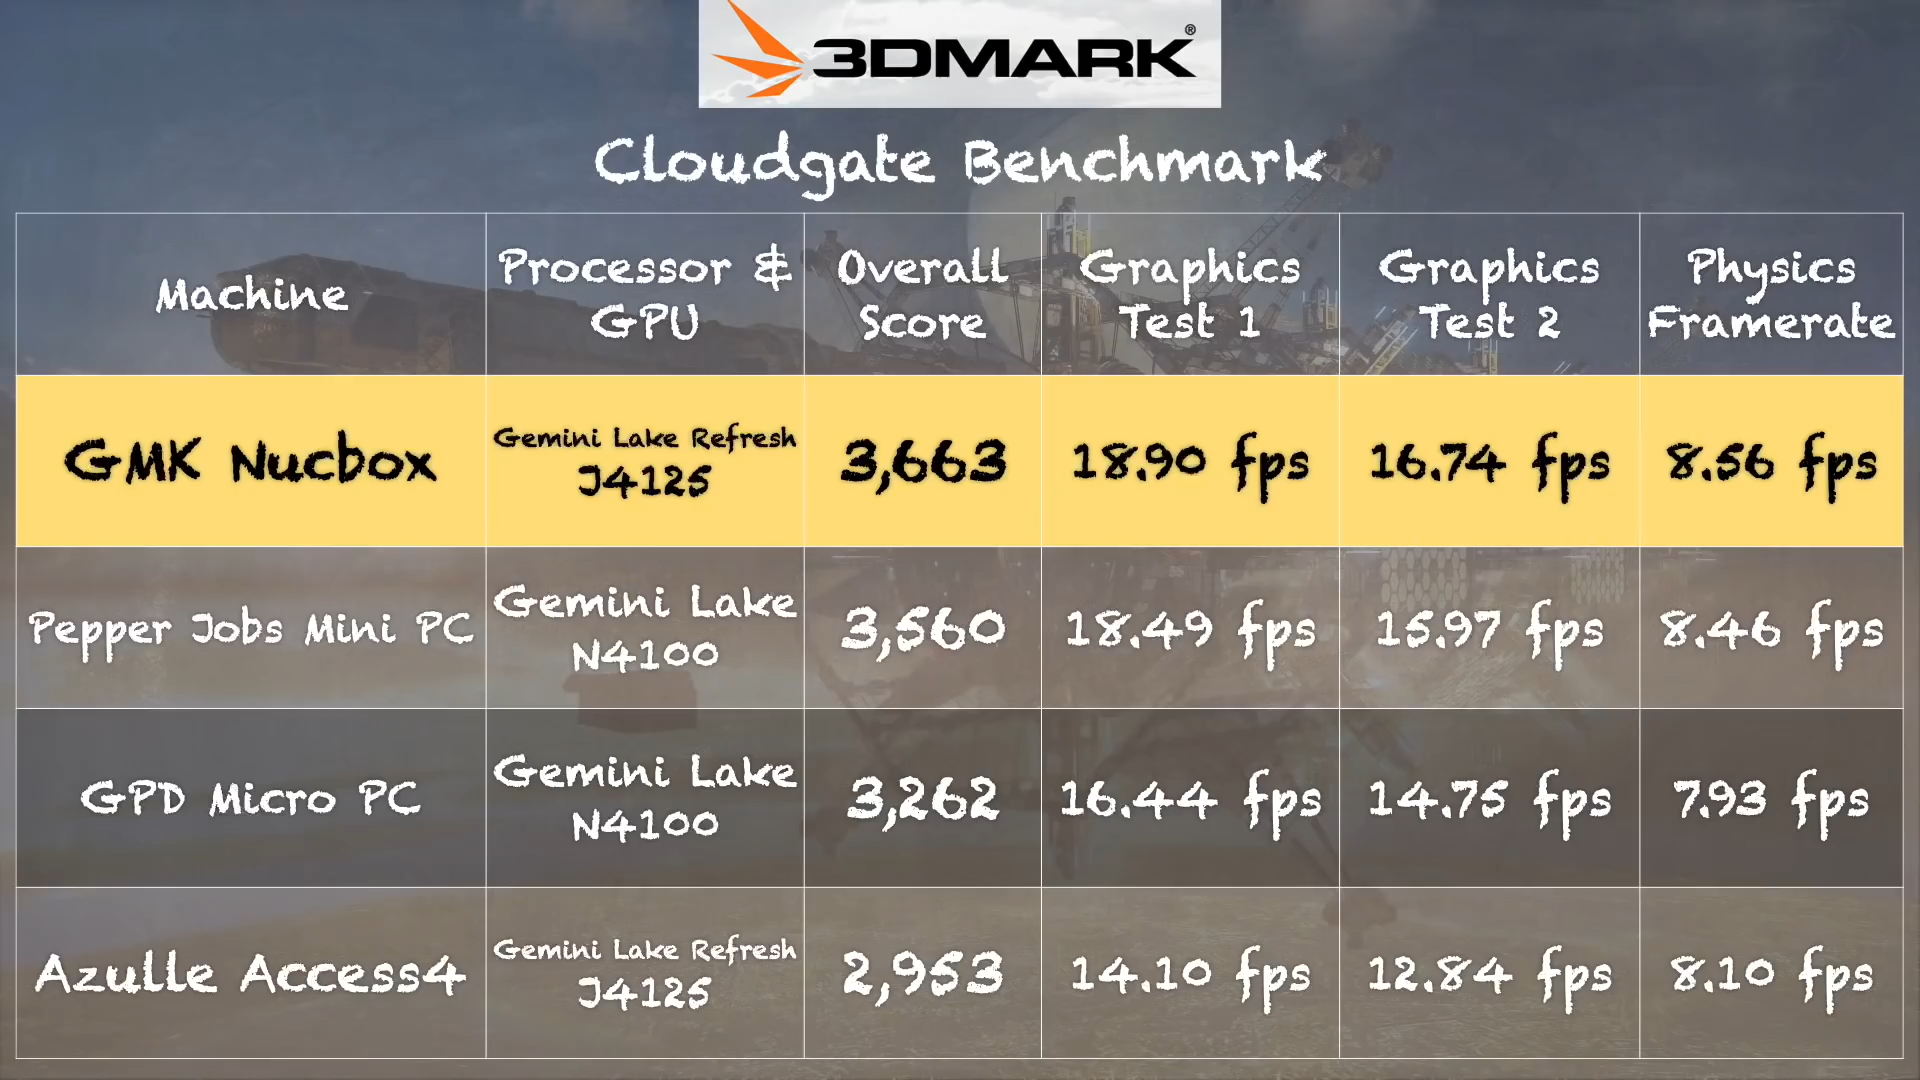 3DMARK®
Cloudgate Benchmark
Machine
Processor &
GPU
Overall
Score
Graphics
Test 1
Graphics
Test 2
Physics
Framerate
GMK Nucbox
Gemini Lake Refresh
J4125
3,663
18.90 fps
16.74 fps
8.56 fps
Pepper Jobs Mini PC
Gemini Lake
N4100
3,560
18.49 fps
15.97 fps
8.46 fps
GPD Micro PC
Gemini Lake
N4100
3,262
16.44 fps
14.75 fps
7.93 fps
Azulle Access4
Gemini Lake Refresh
J4125
2,953
14.10 fps
12.84 fps
8.10 fps